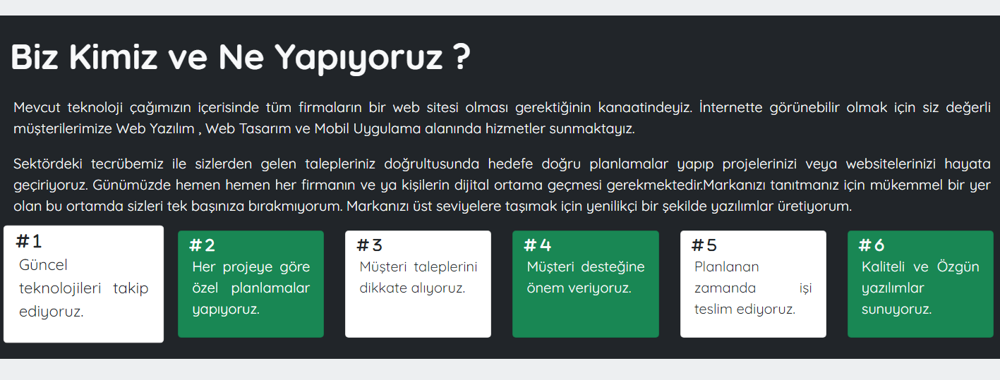 Biz Kimiz ve Ne Yapıyoruz ?
Mevcut teknoloji çağımızın içerisinde tüm firmaların bir web sitesi olması gerektiğinin kanaatindeyiz. İnternette görünebilir olmak için siz değerli
müşterilerimize Web Yazılım , Web Tasarım ve Mobil Uygulama alanında hizmetler sunmaktayız.
Sektördeki tecrübemiz ile sizlerden gelen talepleriniz doğrultusunda hedefe doğru planlamalar yapıp projelerinizi veya websitelerinizi hayata
geçiriyoruz. Günümüzde hemen hemen her firmanın ve ya kişilerin dijital ortama geçmesi gerekmektedir.Markanızı tanıtmanız için mükemmel bir yer
olan bu ortamda sizleri tek başınıza bırakmıyorum. Markanızı üst seviyelere taşımak için yenilikçi bir şekilde yazılımlar üretiyorum.
#1
Güncel
teknolojileri takip
ediyoruz.
#2
Her projeye göre
özel planlamalar
yapıyoruz.
#3
Müşteri taleplerini
dikkate alıyoruz.
#4
Müşteri desteğine
önem veriyoruz.
#5
Planlanan
zamanda işi
teslim ediyoruz.
#6
Kaliteli ve Özgün
yazılımlar
sunuyoruz.